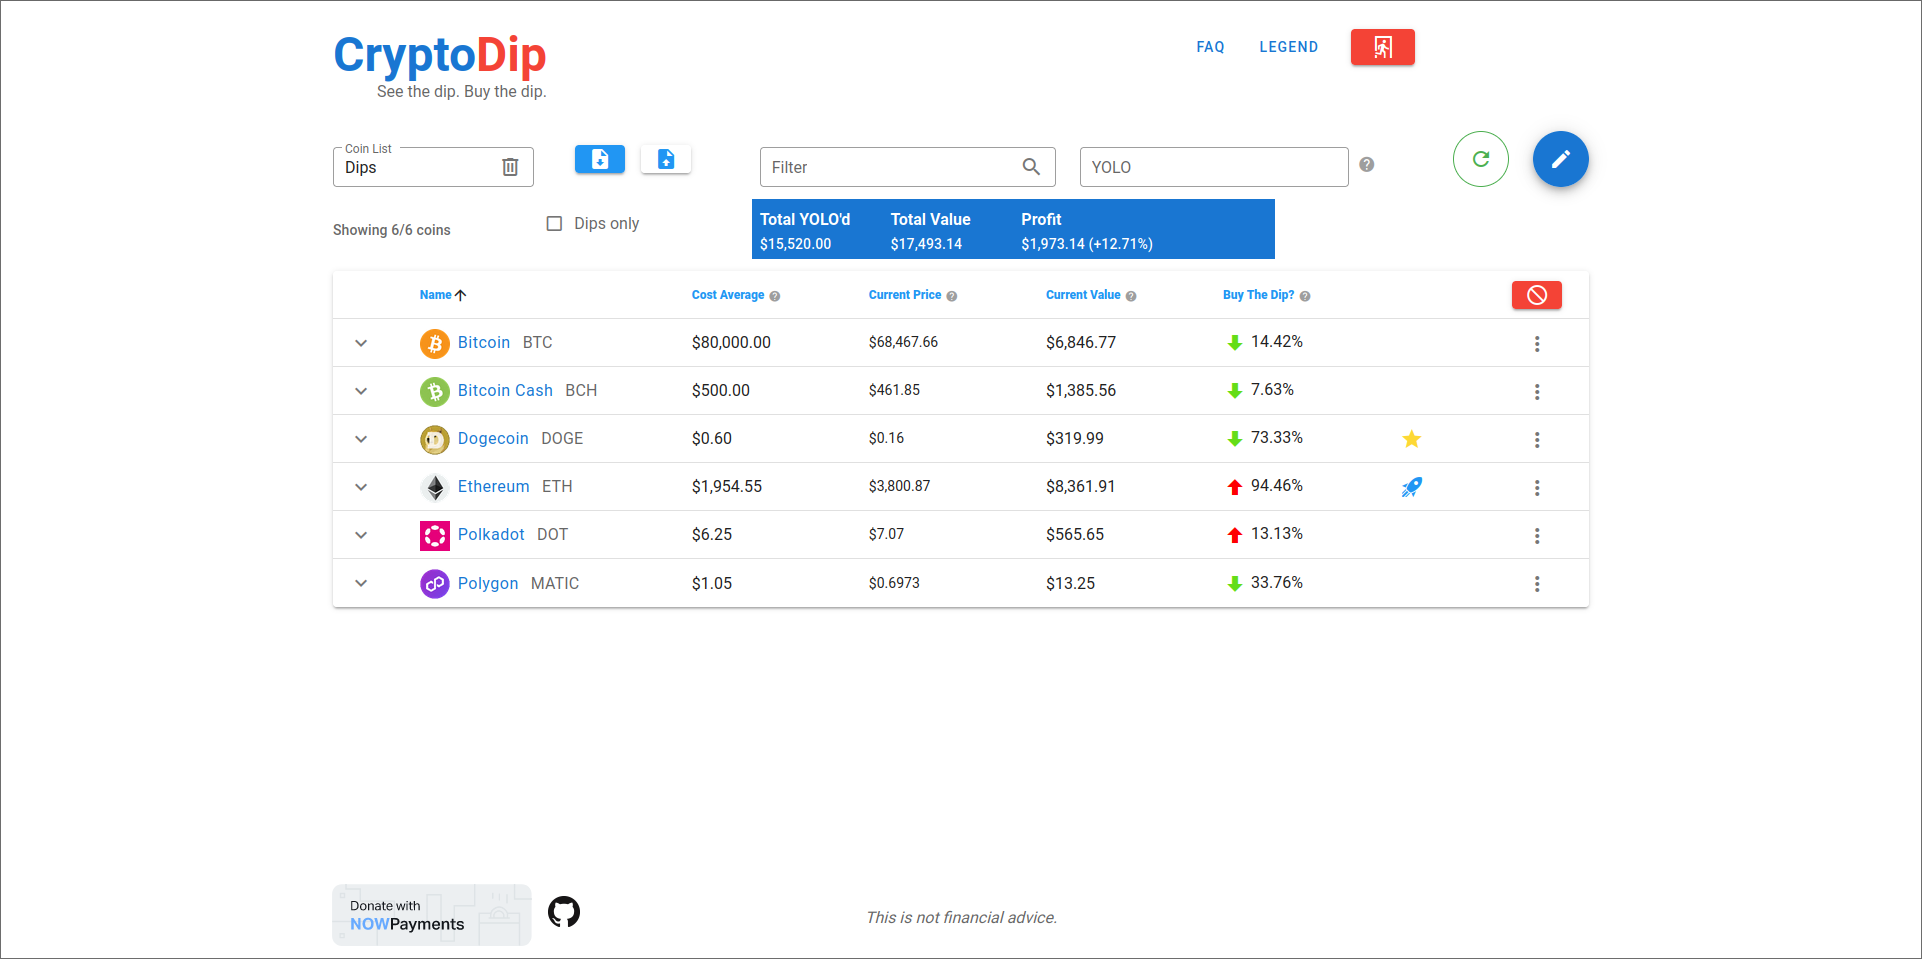 CryptoDip
See the dip. Buy the dip.
FAQ LEGEND
Coin List
Dips
Filter
YOLO
Showing 6/6 coins
Dips only
Total YOLO'd Total Value Profit
$15,520.00 $17,493.14 $1,973.14 (+12.71%)
Name Cost Average Current Price Current Value Buy The Dip?
Bitcoin BTC $80,000.00 $68,467.66 $6,846.77 14.42%
Bitcoin Cash BCH $500.00 $461.85 $1,385.56 7.63%
Dogecoin DOGE $0.60 $0.16 $319.99 73.33%
Ethereum ETH $1,954.55 $3,800.87 $8,361.91 94.46%
Polkadot DOT $6.25 $7.07 $565.65 13.13%
Polygon MATIC $1.05 $0.6973 $13.25 33.76%
Donate with
NOWPayments
This is not financial advice.